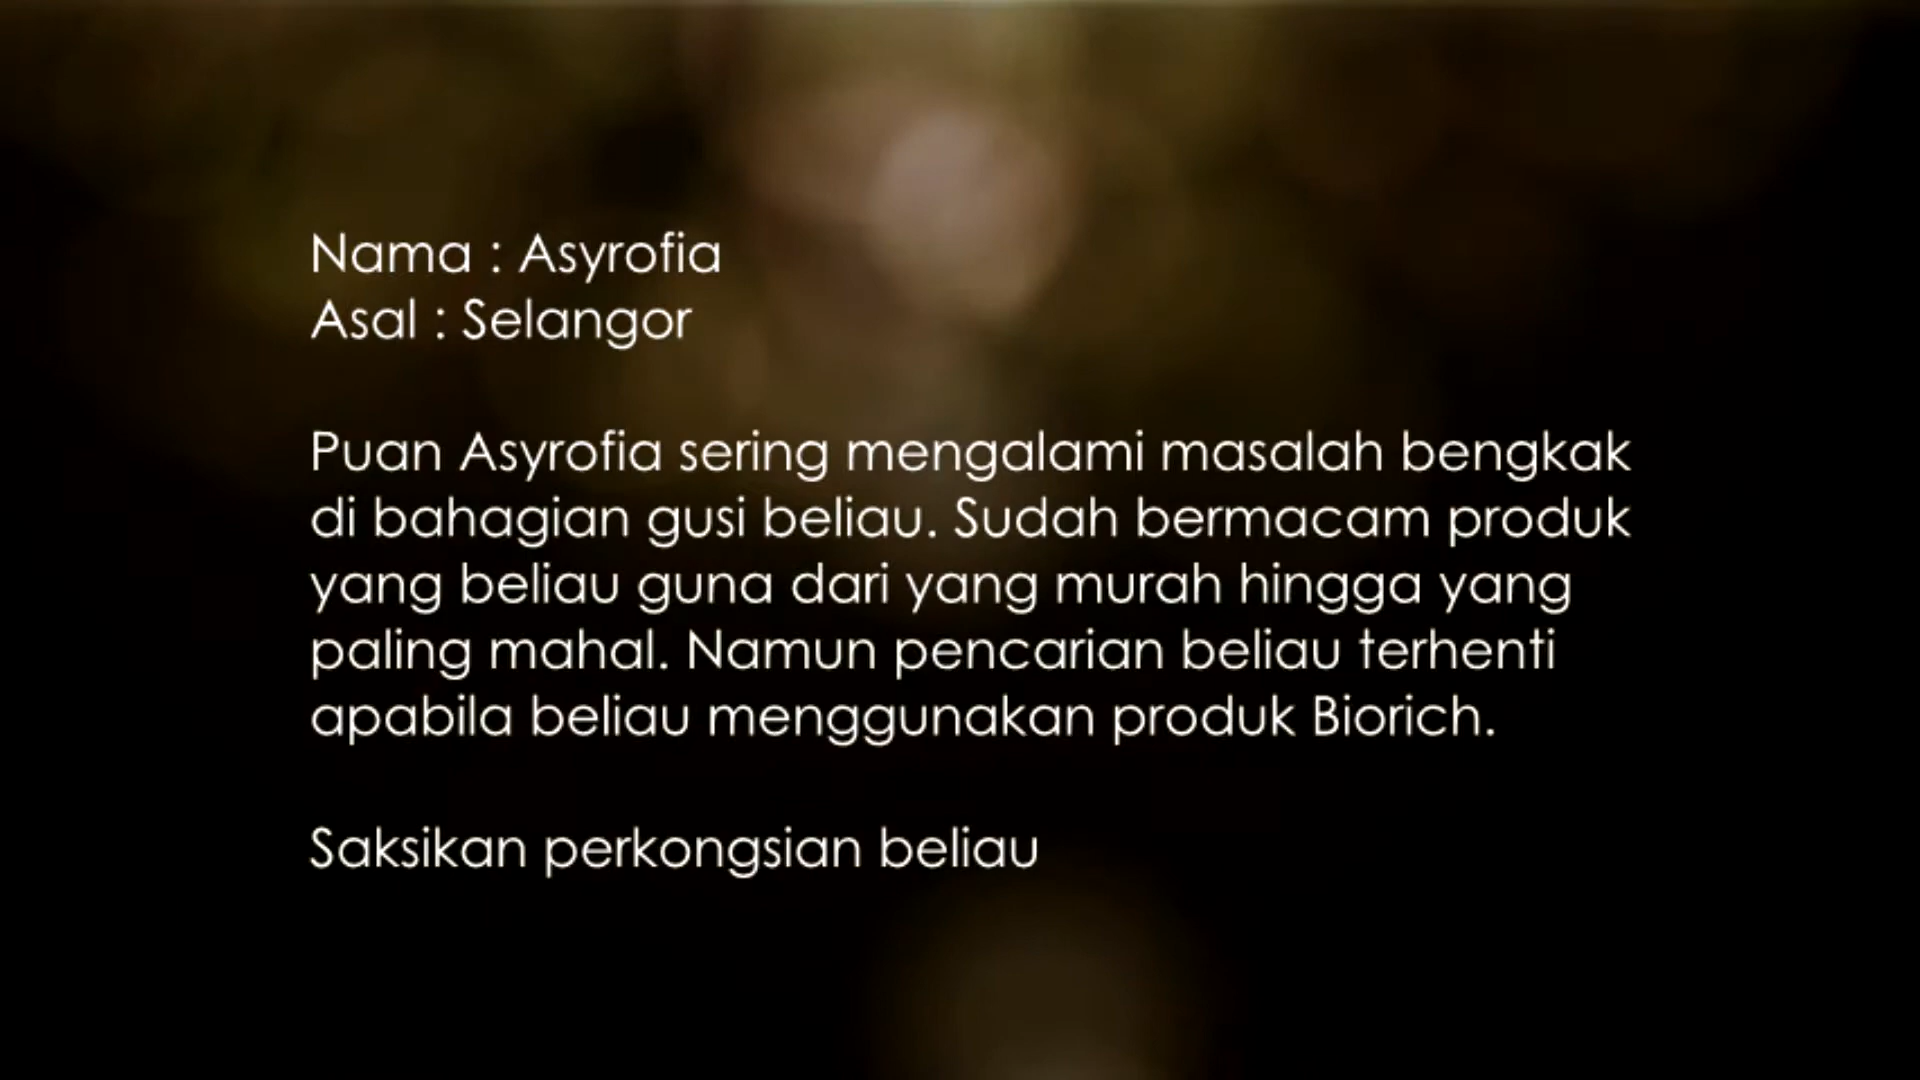 Nama : Asyrofia
Asal : Selangor
Puan Asyrofia sering mengalami masalah bengkak
di bahagian gusi beliau. Sudah bermacam produk
yang beliau guna dari yang murah hingga yang
paling mahal. Namun pencarian beliau terhenti
apabila beliau menggunakan produk Biorich.
Saksikan perkongsian beliau